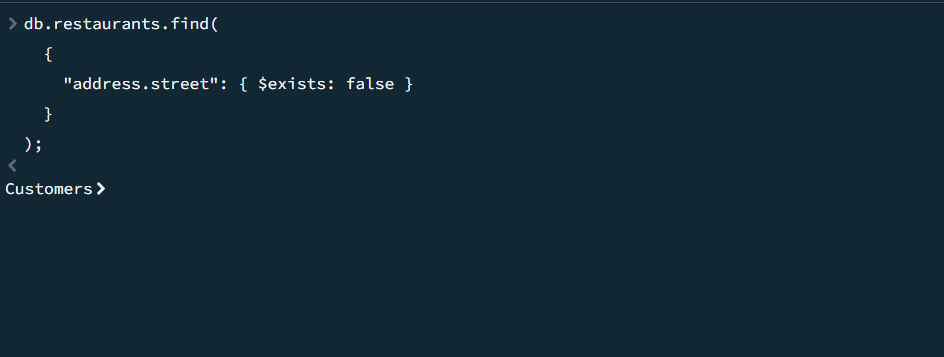 > db.restaurants.find(
{
"address.street": { $exists: false }
}
);
<
Customers>